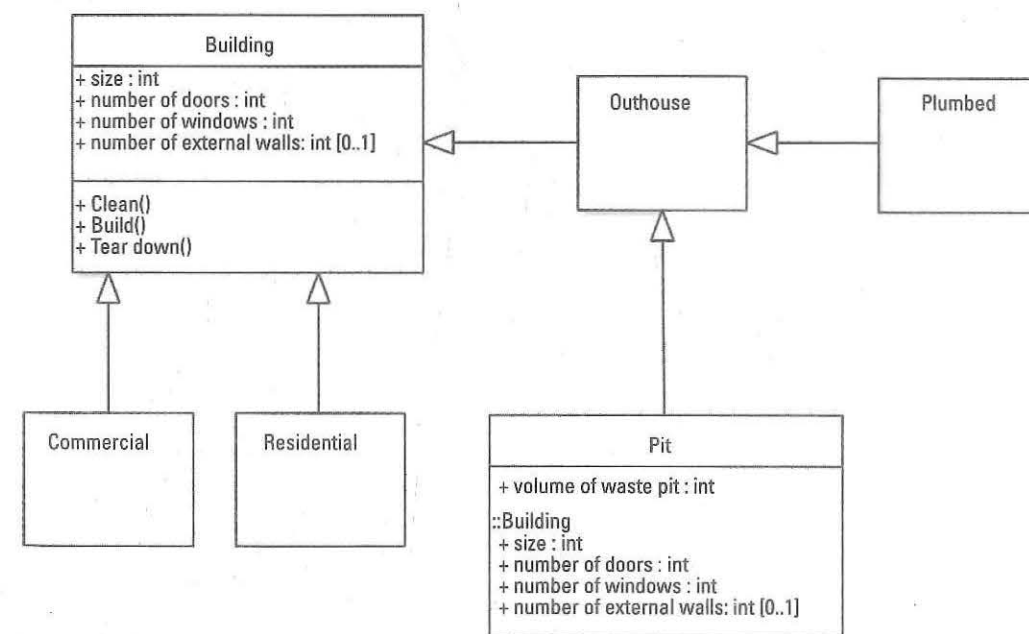 Building
+ size : int
+ number of doors : int
+ number of windows : int
+ number of external walls: int [0..1]
+ Clean()
+ Build()
+ Tear down()
Outhouse
Plumbed
Commercial
Residential
Pit
+ volume of waste pit : int
::Building
+ size : int
+ number of doors : int
+ number of windows : int
+ number of external walls: int [0..1]